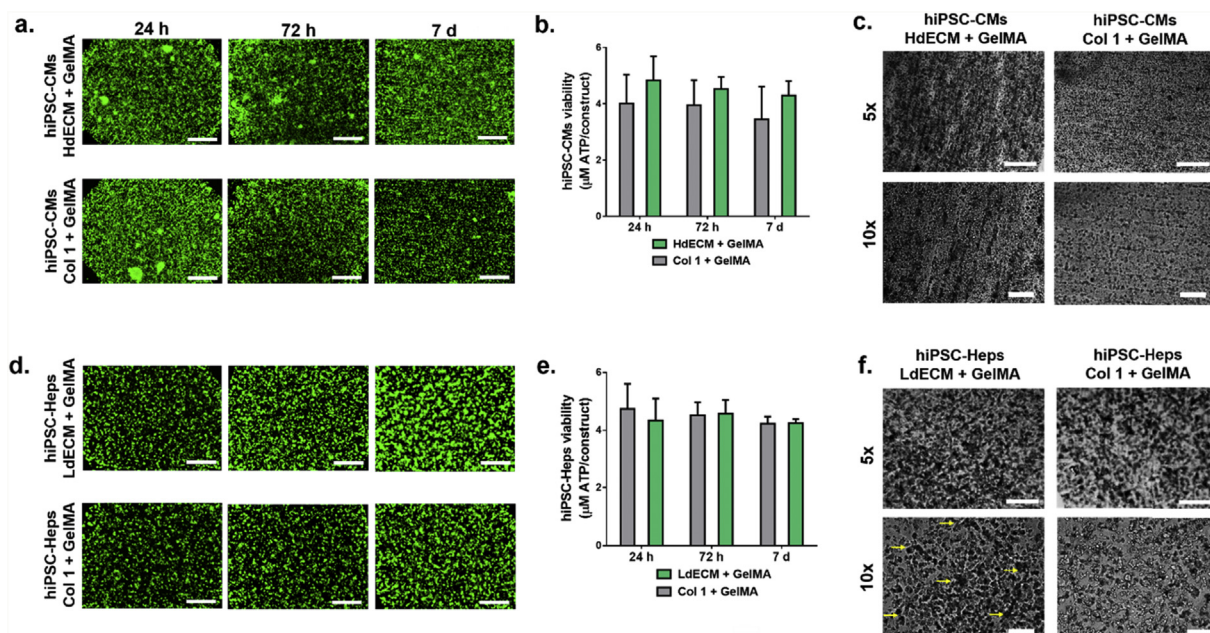 a.
24 h
72 h
7 d
hiPSC-CMs
HdECM + GelMA
hiPSC-CMs
Col 1 + GelMA
b.
hiPSC-CMs viability
(µM ATP/construct)
6
4
2
0
24 h
72 h
7 d
HdECM + GelMA
Col 1 + GelMA
c.
hiPSC-CMs
HdECM + GelMA
hiPSC-CMs
Col 1 + GelMA
5x
10x
d.
hiPSC-Heps
LdECM + GelMA
hiPSC-Heps
Col 1 + GelMA
e.
hiPSC-Heps viability
(µM ATP/construct)
6
4
2
0
24 h
72 h
7 d
LdECM + GelMA
Col 1 + GelMA
f.
hiPSC-Heps
LdECM + GelMA
hiPSC-Heps
Col 1 + GelMA
5x
10x